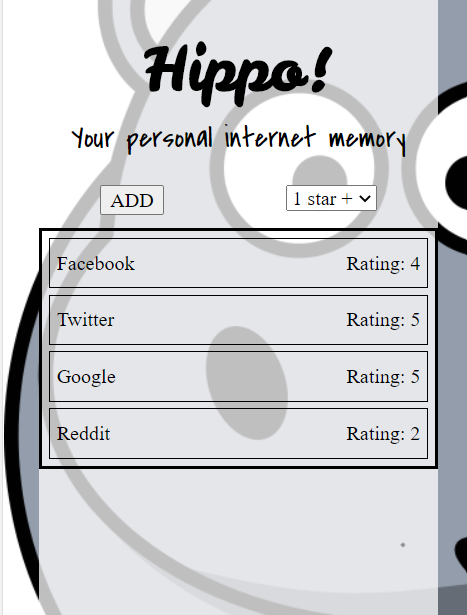 Hippo!
Your personal internet memory
ADD 1 star +
Facebook Rating: 4
Twitter Rating: 5
Google Rating: 5
Reddit Rating: 2